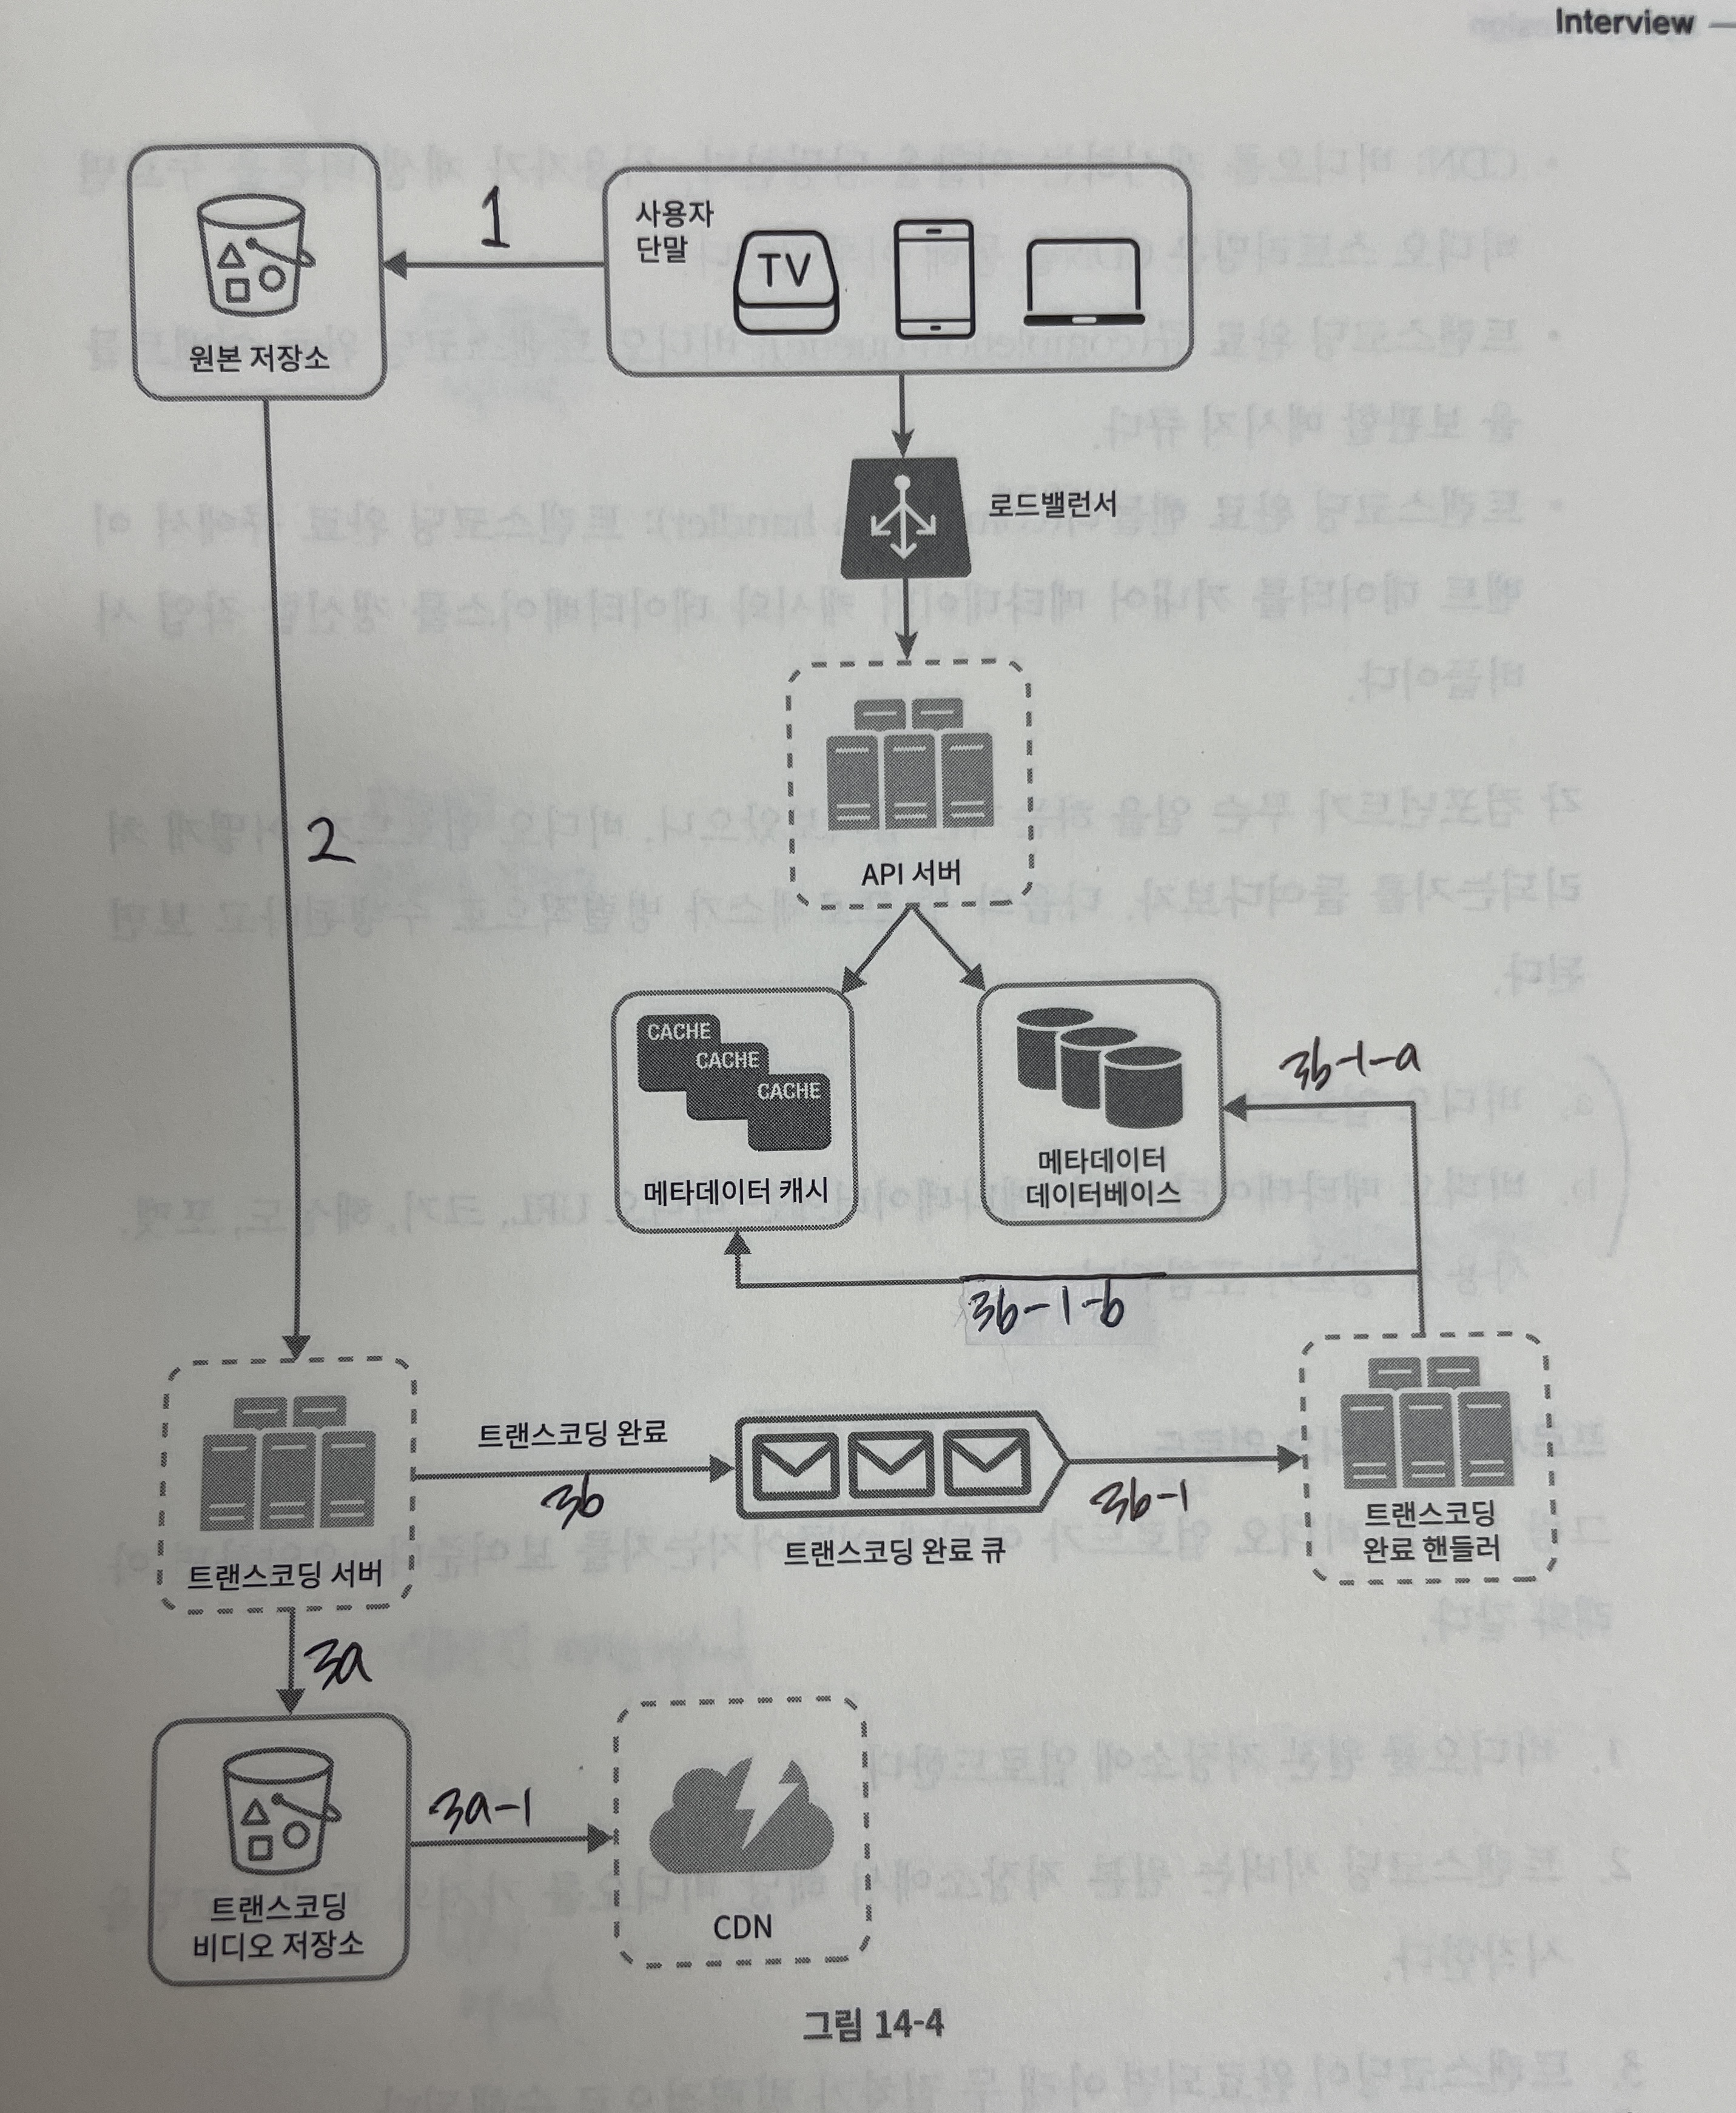 Interview
1
사용자
단말
TV
원본 저장소
로드밸런서
2
API 서버
CACHE
CACHE
CACHE
메타데이터 캐시
메타데이터
데이터베이스
3b-1-a
3b-1-b
트랜스코딩 완료
3b
3b-1
트랜스코딩 서버
트랜스코딩 완료 큐
트랜스코딩
완료 핸들러
3a
3a-1
트랜스코딩
비디오 저장소
CDN
그림 14-4